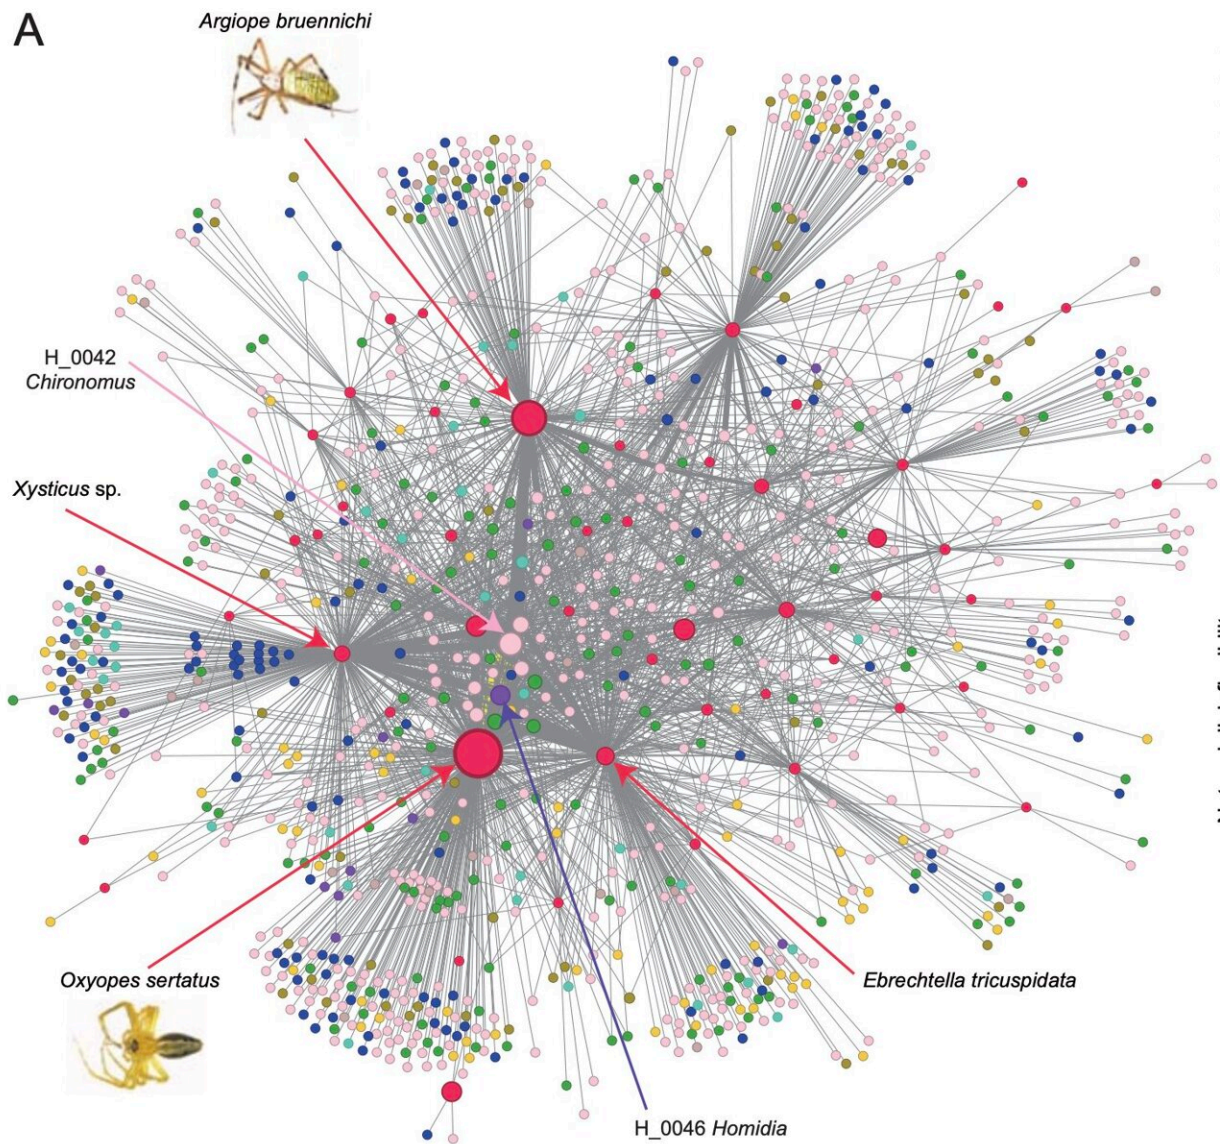 A
Argiope bruennichi
H_0042
Chironomus
Xysticus sp.
Oxyopes sertatus
Ebrechtella tricuspidata
H_0046 Homidia